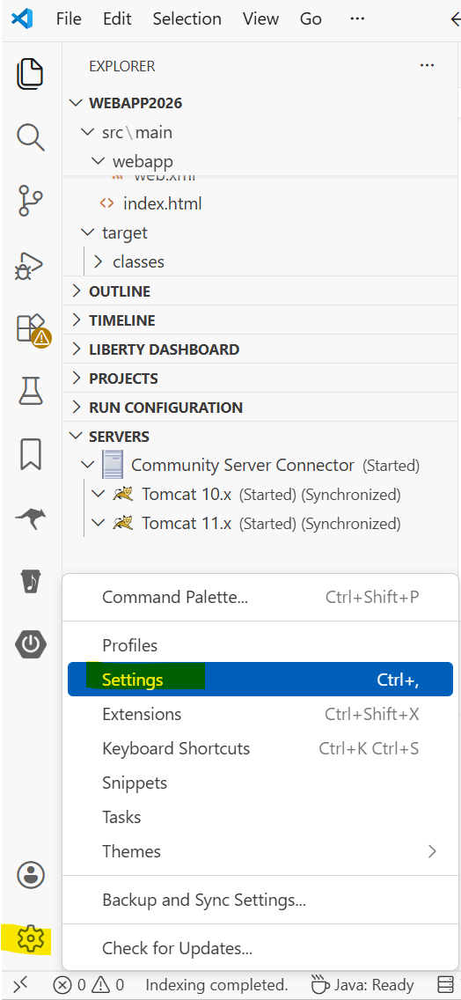 File Edit Selection View Go ...
EXPLORER ...
WEBAPP2026
src\main
webapp
web.xml
index.html
target
classes
OUTLINE
TIMELINE
LIBERTY DASHBOARD
PROJECTS
RUN CONFIGURATION
SERVERS
Community Server Connector (Started)
Tomcat 10.x (Started) (Synchronized)
Tomcat 11.x (Started) (Synchronized)
Command Palette... Ctrl+Shift+P
Profiles
Settings Ctrl+,
Extensions Ctrl+Shift+X
Keyboard Shortcuts Ctrl+K Ctrl+S
Snippets
Tasks
Themes
Backup and Sync Settings...
Check for Updates...
0 0 Indexing completed. Java: Ready